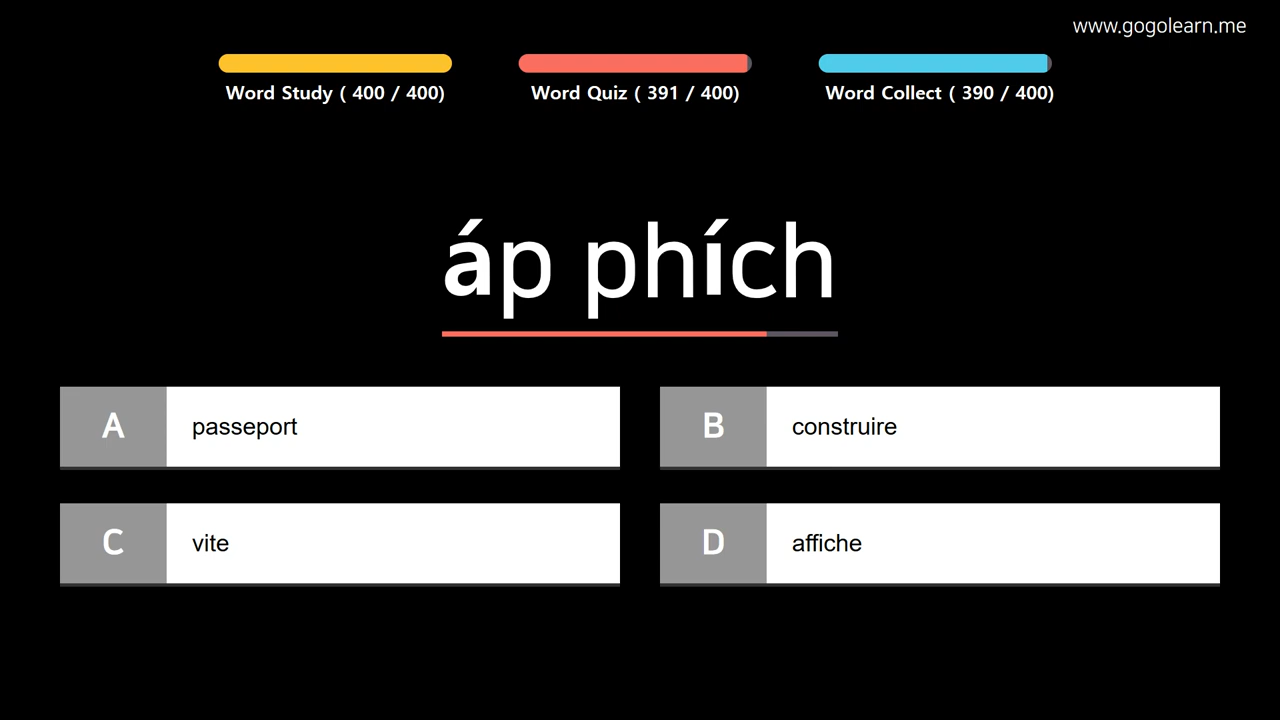 www.gogolearn.me
Word Study ( 400 / 400)
Word Quiz ( 391 / 400)
Word Collect ( 390 / 400)
áp phích
A passeport
B construire
C vite
D affiche